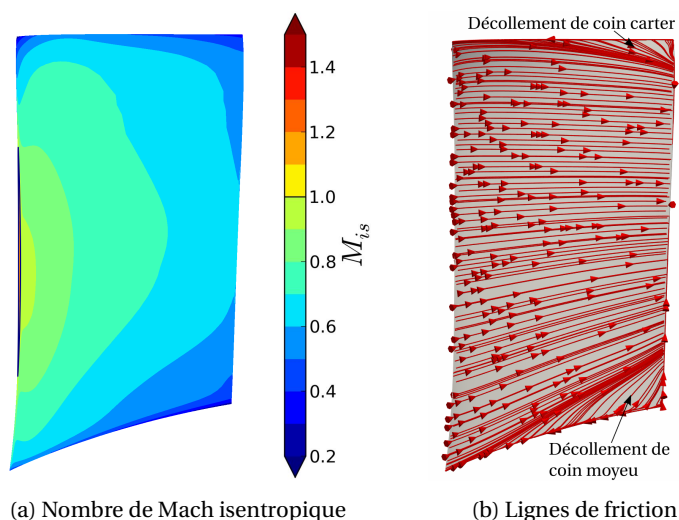 Décollement de coin carter
1.4
1.2
1.0
0.8
0.6
0.4
0.2
M_is
Décollement de
coin moyeu
(a) Nombre de Mach isentropique
(b) Lignes de friction